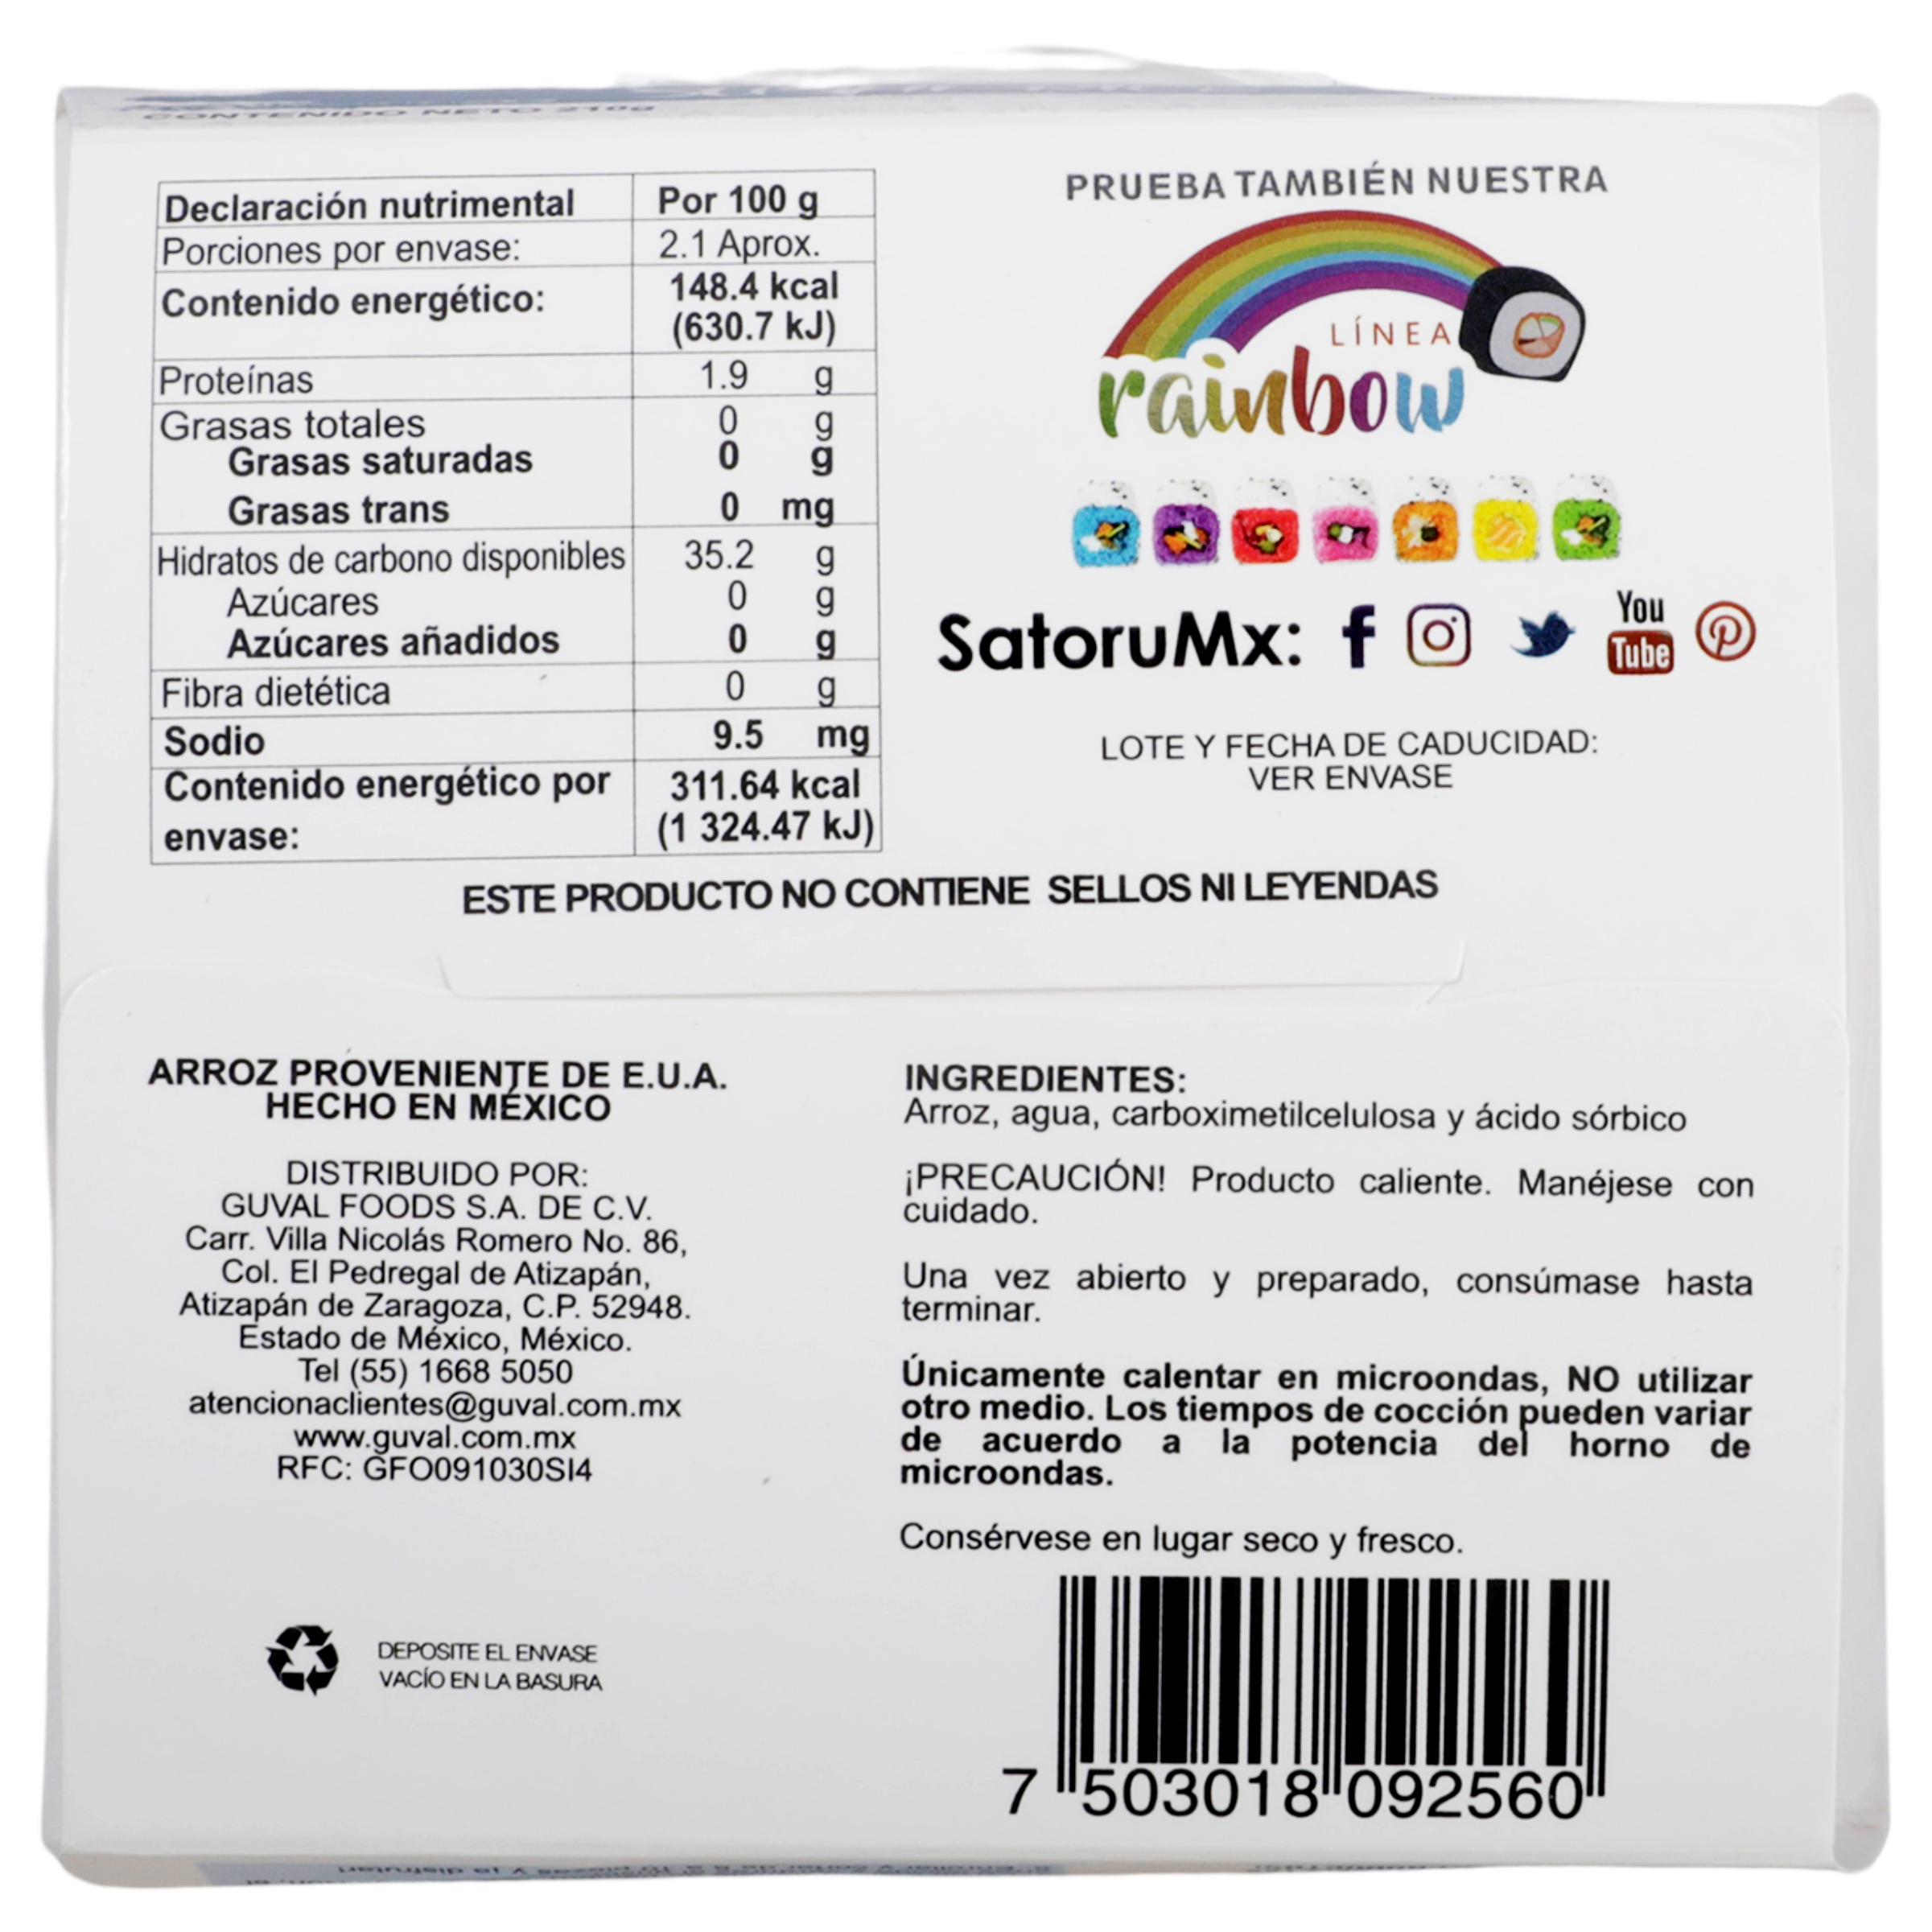 CONTENIDO NETO 210g
Declaración nutrimental Por 100 g
Porciones por envase: 2.1 Aprox.
Contenido energético: 148.4 kcal
(630.7 kJ)
Proteínas 1.9 g
Grasas totales 0 g
Grasas saturadas 0 g
Grasas trans 0 mg
Hidratos de carbono disponibles 35.2 g
Azúcares 0 g
Azúcares añadidos 0 g
Fibra dietética 0 g
Sodio 9.5 mg
Contenido energético por 311.64 kcal
envase: (1 324.47 kJ)
PRUEBA TAMBIÉN NUESTRA
LÍNEA
rainbow
SatoruMx: f You
Tube
LOTE Y FECHA DE CADUCIDAD:
VER ENVASE
ESTE PRODUCTO NO CONTIENE SELLOS NI LEYENDAS
ARROZ PROVENIENTE DE E.U.A.
HECHO EN MÉXICO
DISTRIBUIDO POR:
GUVAL FOODS S.A. DE C.V.
Carr. Villa Nicolás Romero No. 86,
Col. El Pedregal de Atizapán,
Atizapán de Zaragoza, C.P. 52948.
Estado de México, México.
Tel (55) 1668 5050
atencionaclientes@guval.com.mx
www.guval.com.mx
RFC: GFO091030SI4
DEPOSITE EL ENVASE
VACÍO EN LA BASURA
INGREDIENTES:
Arroz, agua, carboximetilcelulosa y ácido sórbico
¡PRECAUCIÓN! Producto caliente. Manéjese con
cuidado.
Una vez abierto y preparado, consúmase hasta
terminar.
Únicamente calentar en microondas, NO utilizar
otro medio. Los tiempos de cocción pueden variar
de acuerdo a la potencia del horno de
microondas.
Consérvese en lugar seco y fresco.
7 503018 092560